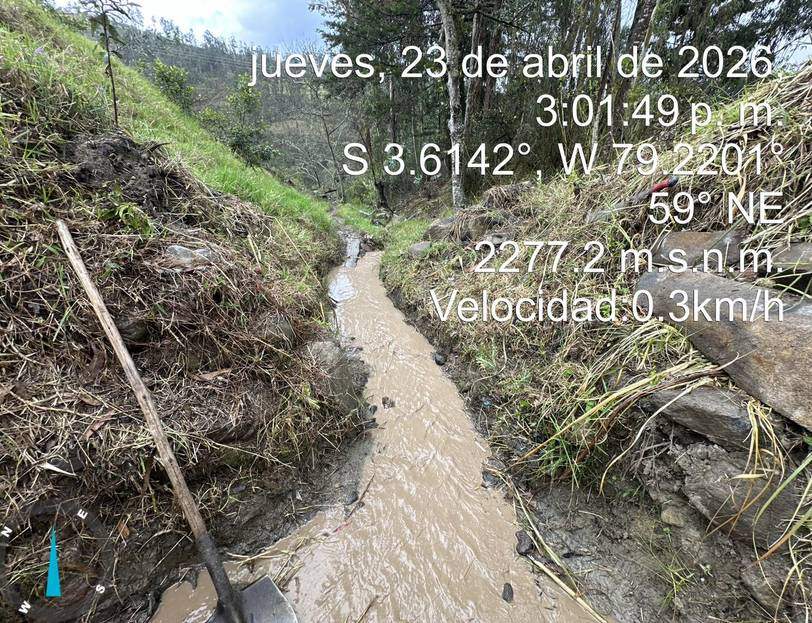 jueves, 23 de abril de 2026
3:01:49 p. m.
S 3.6142°, W 79.2201°
59° NE
2277.2 m.s.n.m.
Velocidad:0.3km/h
N
E
W
S